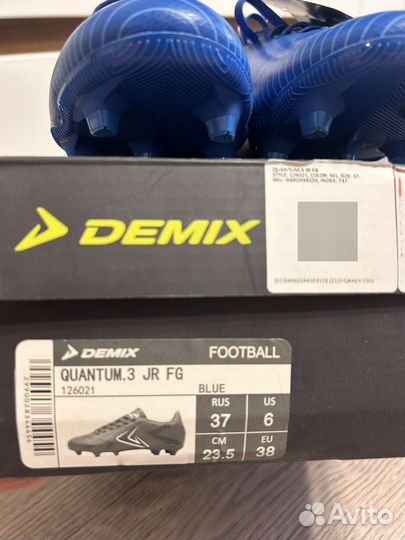 QUANTUM.3 JR FG
DEMIX
DEMIX FOOTBALL
QUANTUM.3 JR FG
126021 BLUE
RUS US
37 6
CM EU
23.5 38
Avito